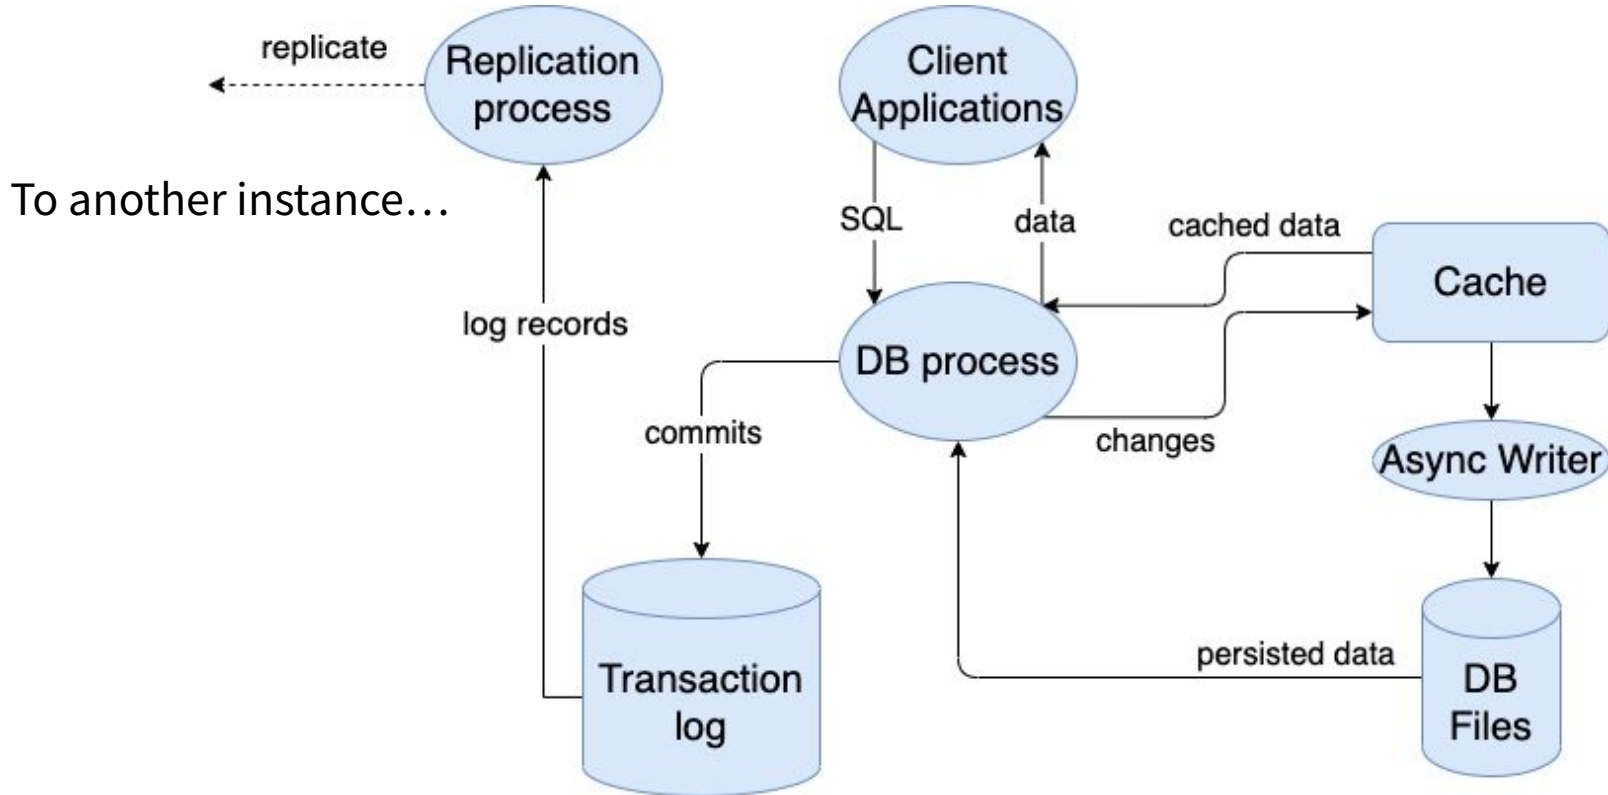 replicate
Replication
process
Client
Applications
To another instance…
SQL
data
cached data
Cache
log records
DB process
commits
changes
Async Writer
persisted data
Transaction
log
DB
Files